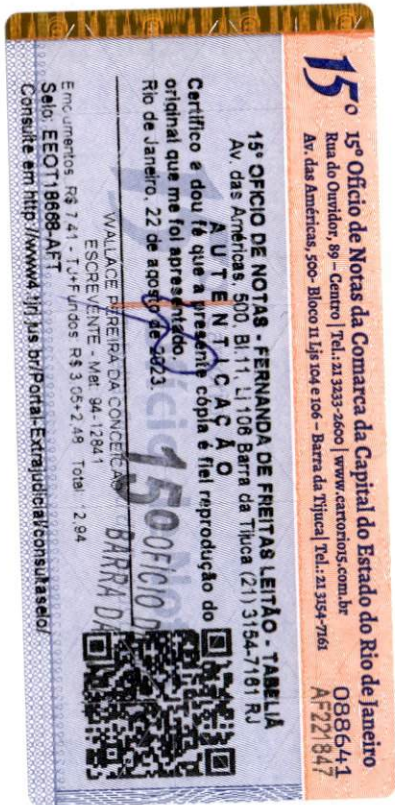 15º
15º Ofício de Notas da Comarca da Capital do Estado do Rio de Janeiro
Rua do Ouvidor, 89 – Centro | Tel.: 21 3233-2600 | www.cartorio15.com.br
Av. das Américas, 500 - Bloco 11 Ljs 104 e 106 – Barra da Tijuca | Tel.: 21 3154-7161
088641
AF221847
15º OFICIO DE NOTAS - FERNANDA DE FREITAS LEITÃO - TABELIÃ
Av. das Américas, 500, Bl.11, Lj 106 Barra da Tijuca (21) 3154-7161 RJ
AUTENTICAÇÃO
Certifico e dou fé que a presente cópia é fiel reprodução do
original que me foi apresentado.
Rio de Janeiro, 22 de agosto de 2023.
15º OFÍCIO D
BARRA DA
WALLACE PEREIRA DA CONCEICAO
ESCREVENTE - Mat. 94-12841
Emolumentos: R$ 7,41 - TJ+Fundos: R$ 3,05+2,48 Total: 2,94
Selo: EEOT18668-AFT
Consulte em http://www4.tjrj.us.br/Portal-Extrajudicial/consultaselo/